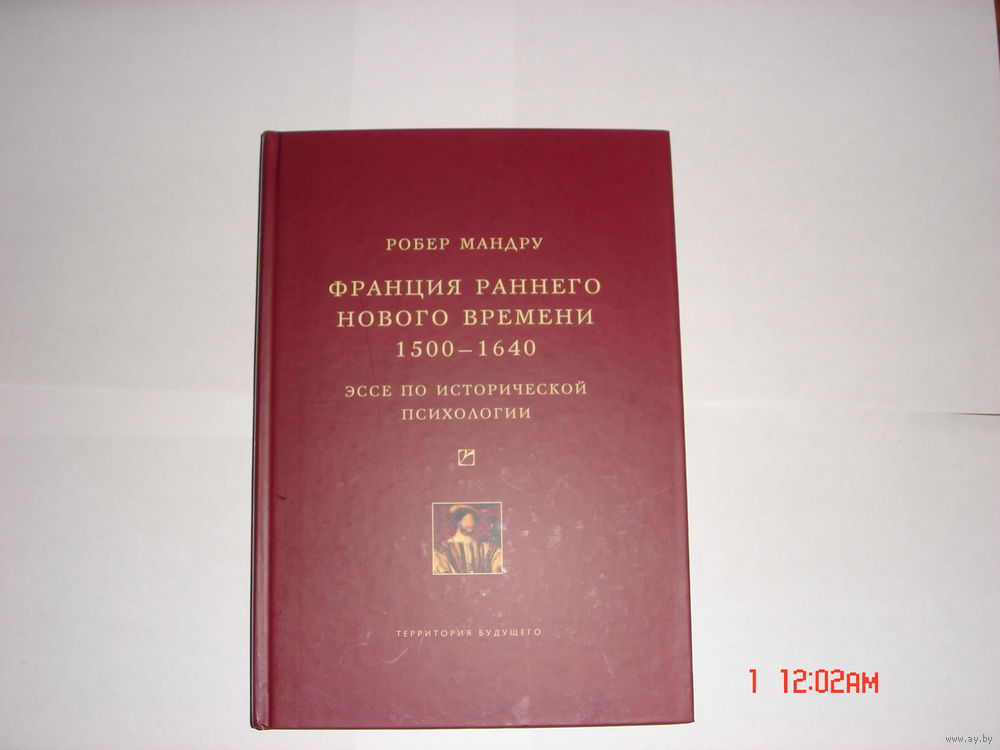 РОБЕР МАНДРУ
ФРАНЦИЯ РАННЕГО
НОВОГО ВРЕМЕНИ
1500–1640
ЭССЕ ПО ИСТОРИЧЕСКОЙ
ПСИХОЛОГИИ
ТЕРРИТОРИЯ БУДУЩЕГО
1 12:02AM
www.ay.by